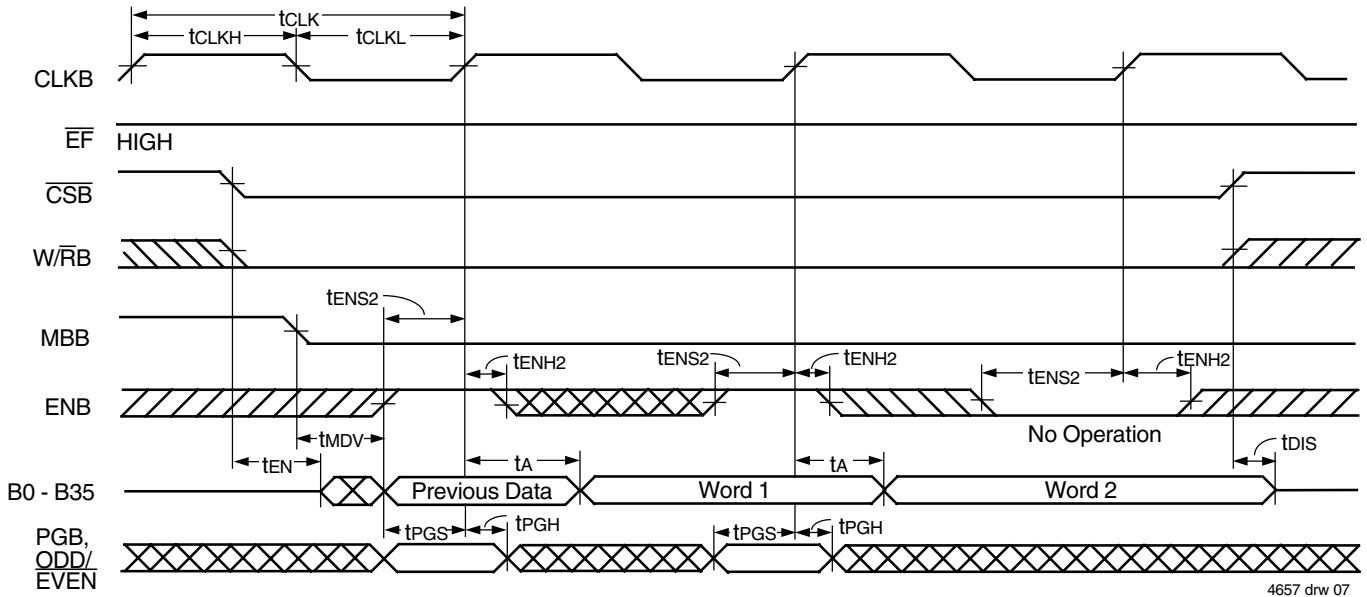 tCLK
tCLKH tCLKL
CLKB
EF HIGH
CSB
W/RB
tENS2
MBB
tENH2 tENS2 tENH2 tENS2 tENH2
ENB
No Operation
tMDV
tEN tA tA tDIS
B0 - B35 Previous Data Word 1 Word 2
tPGS tPGH tPGS tPGH
PGB,
ODD/
EVEN
4657 drw 07